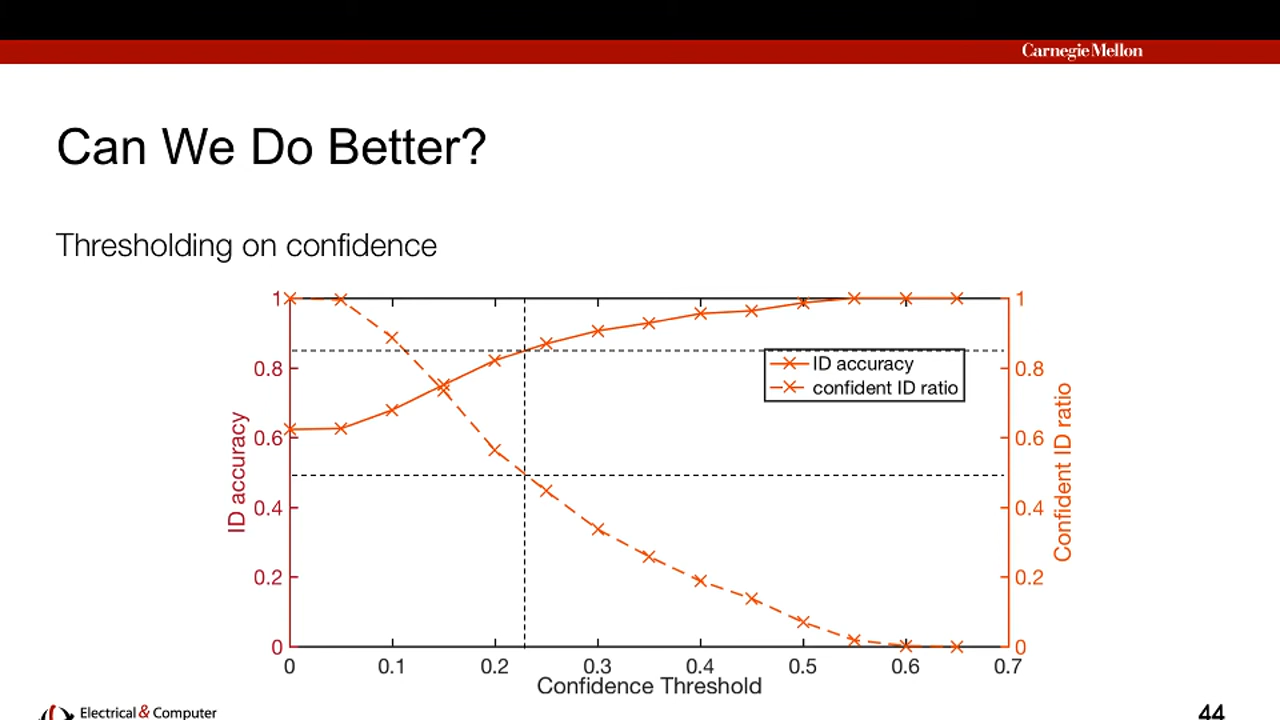 Carnegie Mellon
Can We Do Better?
Thresholding on confidence
1
0.8
0.6
0.4
0.2
0
ID accuracy
ID accuracy
confident ID ratio
1
0.8
0.6
0.4
0.2
0
Confident ID ratio
0 0.1 0.2 0.3 0.4 0.5 0.6 0.7
Confidence Threshold
Electrical & Computer
44